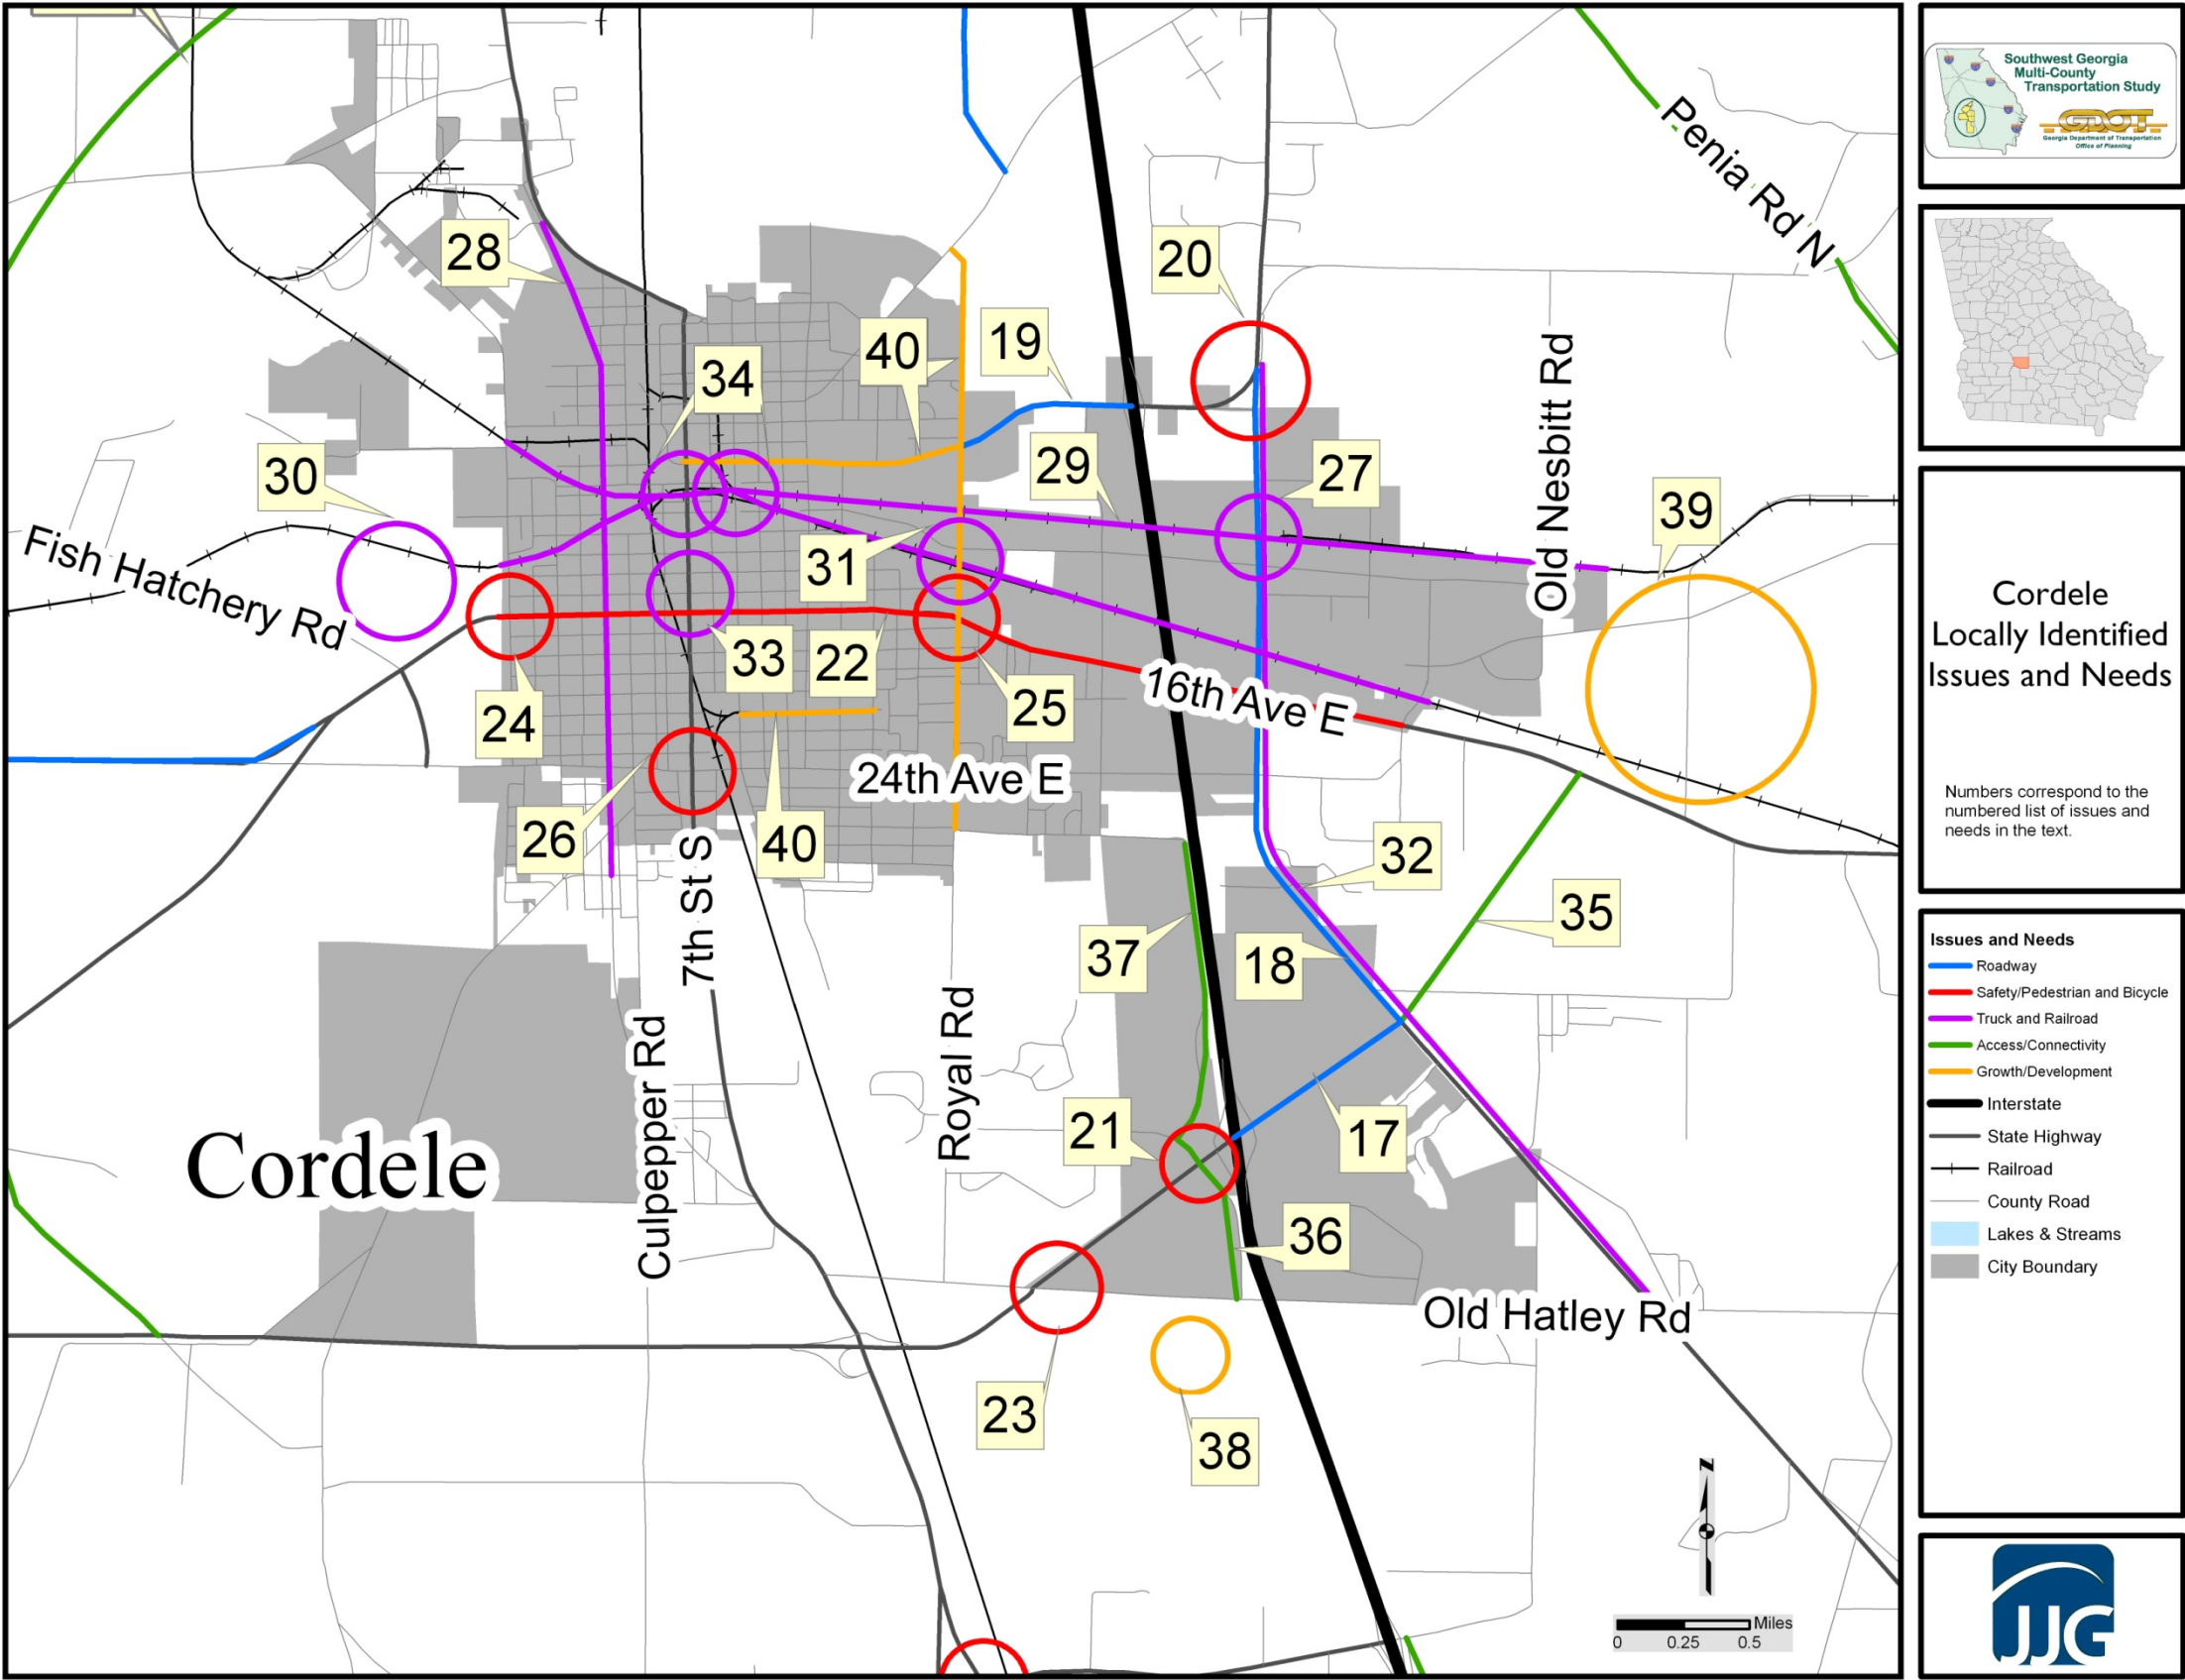 Penia Rd N
28
20
40
19
34
Old Nesbitt Rd
30
29
27
39
Fish Hatchery Rd
31
33
22
16th Ave E
24
25
24th Ave E
26
40
32
7th St S
35
37
18
Culpepper Rd
Royal Rd
Cordele
21
17
36
Old Hatley Rd
23
38
N
Miles
0 0.25 0.5
Southwest Georgia
Multi-County
Transportation Study
GDOT
Georgia Department of Transportation
Office of Planning
Cordele
Locally Identified
Issues and Needs
Numbers correspond to the
numbered list of issues and
needs in the text.
Issues and Needs
Roadway
Safety/Pedestrian and Bicycle
Truck and Railroad
Access/Connectivity
Growth/Development
Interstate
State Highway
Railroad
County Road
Lakes & Streams
City Boundary
JJG